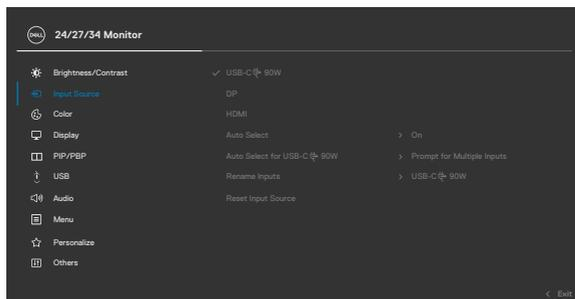 DELL 24/27/34 Monitor
Brightness/Contrast ✓ USB-C 90W
Input Source DP
Color HDMI
Display Auto Select > On
PIP/PBP Auto Select for USB-C 90W > Prompt for Multiple Inputs
USB Rename Inputs > USB-C 90W
Audio Reset Input Source
Menu
Personalize
Others
< Exit